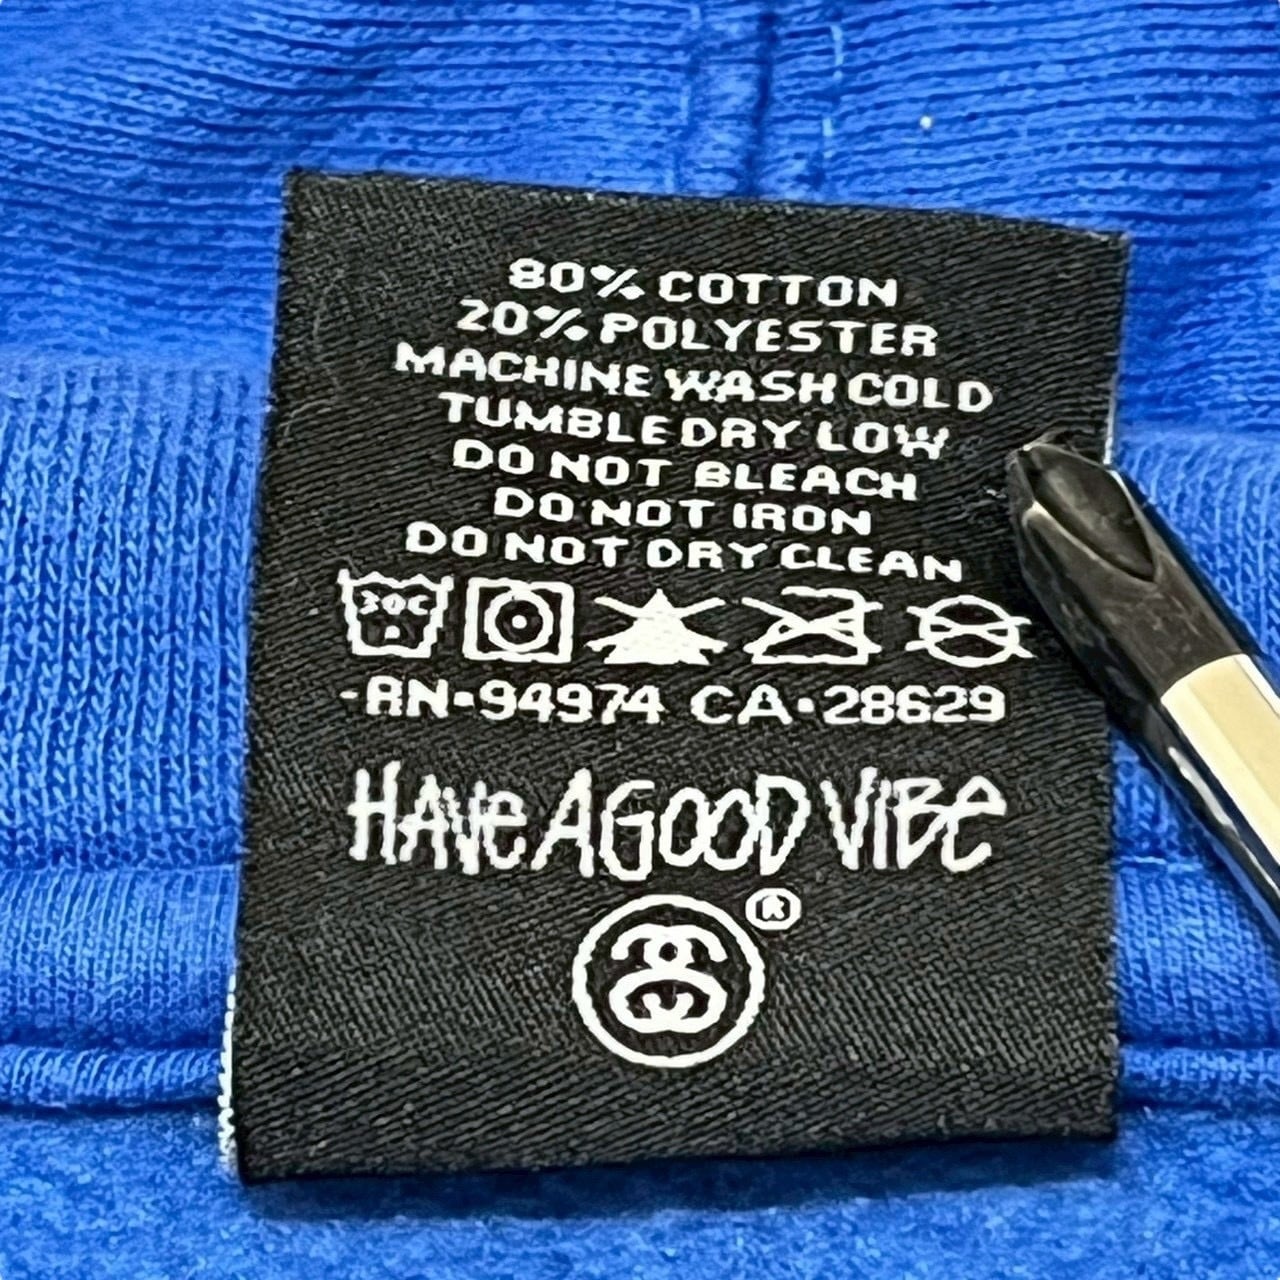 80% COTTON
20% POLYESTER
MACHINE WASH COLD
TUMBLE DRY LOW
DO NOT BLEACH
DO NOT IRON
DO NOT DRY CLEAN
30C
-RN-94974 CA-28629
HAVE A GOOD VIBE
®